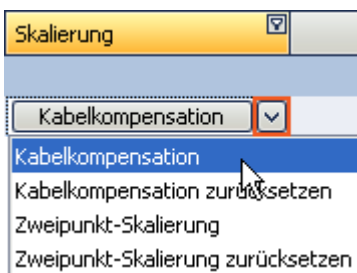 Skalierung
Kabelkompensation
Kabelkompensation
Kabelkompensation zurücksetzen
Zweipunkt-Skalierung
Zweipunkt-Skalierung zurücksetzen